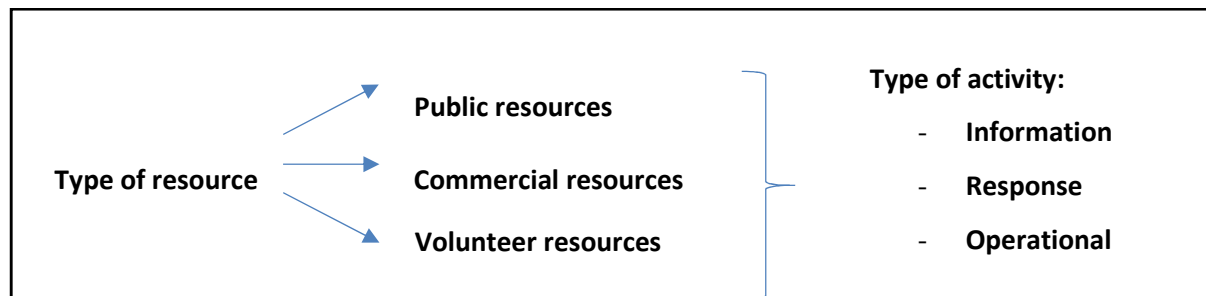 Type of resource
Public resources
Commercial resources
Volunteer resources
Type of activity:
- Information
- Response
- Operational